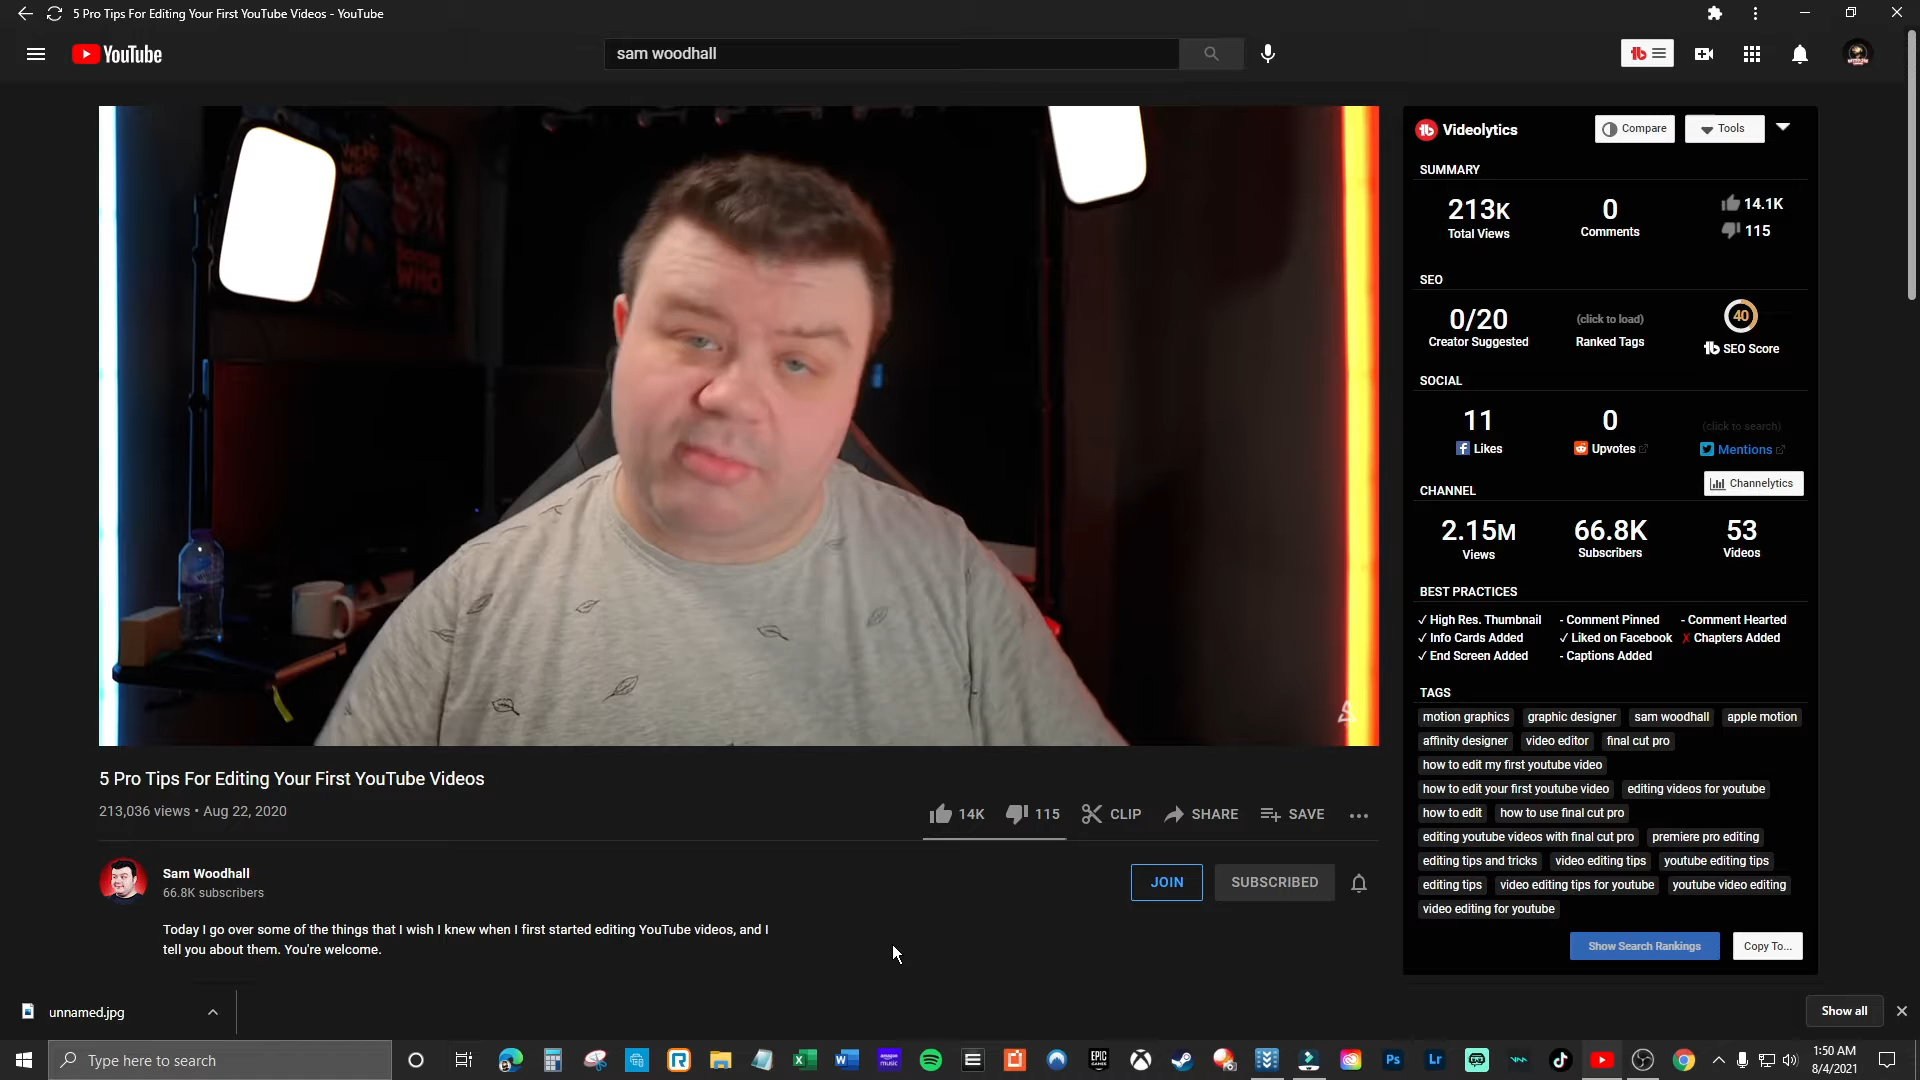 5 Pro Tips For Editing Your First YouTube Videos - YouTube
YouTube
sam woodhall
DOCTOR
WHO
Videolytics
Compare
Tools
SUMMARY
213K
Total Views
0
Comments
14.1K
115
SEO
0/20
Creator Suggested
(click to load)
Ranked Tags
40
SEO Score
SOCIAL
11
Likes
0
Upvotes
(click to search)
Mentions
CHANNEL
Channelytics
2.15M
Views
66.8K
Subscribers
53
Videos
BEST PRACTICES
✓ High Res. Thumbnail - Comment Pinned - Comment Hearted
✓ Info Cards Added ✓ Liked on Facebook ✗ Chapters Added
✓ End Screen Added - Captions Added
TAGS
motion graphics graphic designer sam woodhall apple motion
affinity designer video editor final cut pro
how to edit my first youtube video
how to edit your first youtube video editing videos for youtube
how to edit how to use final cut pro
editing youtube videos with final cut pro premiere pro editing
editing tips and tricks video editing tips youtube editing tips
editing tips video editing tips for youtube youtube video editing
video editing for youtube
Show Search Rankings Copy To...
5 Pro Tips For Editing Your First YouTube Videos
213,036 views • Aug 22, 2020
14K 115 CLIP SHARE SAVE
Sam Woodhall
66.8K subscribers
JOIN SUBSCRIBED
Today I go over some of the things that I wish I knew when I first started editing YouTube videos, and I
tell you about them. You're welcome.
unnamed.jpg
Show all
Type here to search
EPIC
GAMES
Ps
Lr
1:50 AM
8/4/2021